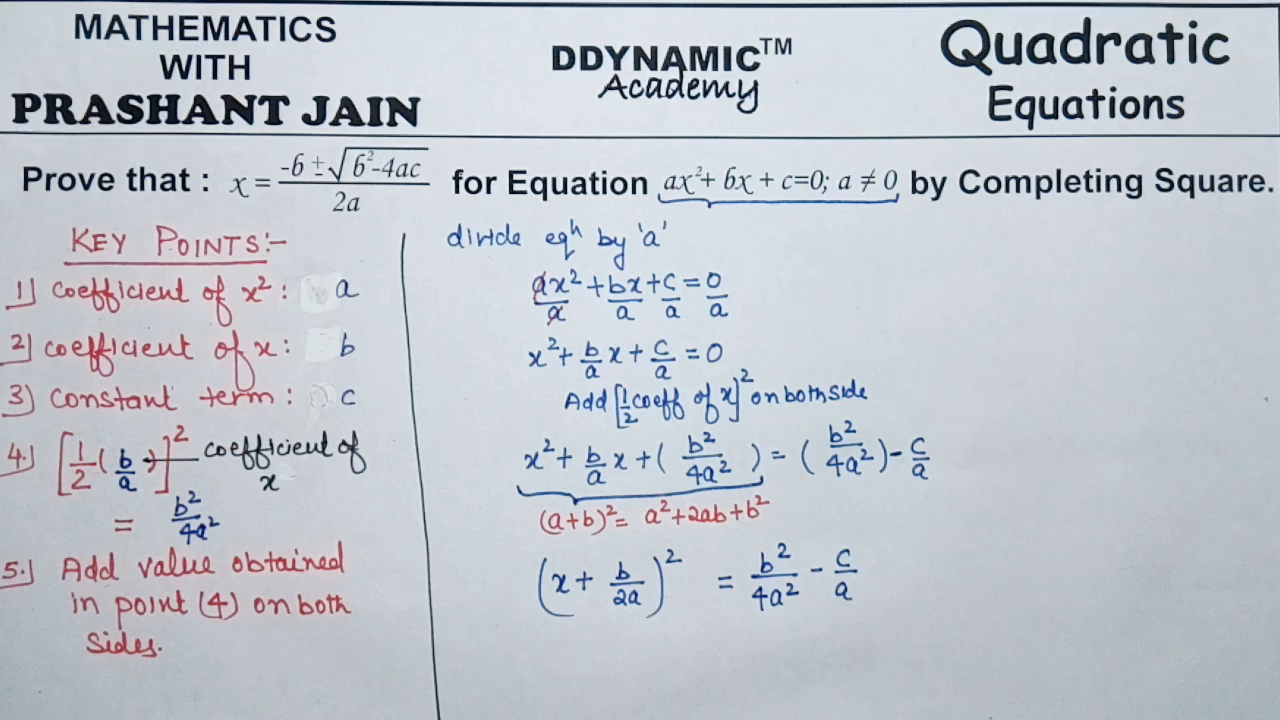 MATHEMATICS
WITH
PRASHANT JAIN
DDYNAMIC™
Academy
Quadratic
Equations
Prove that : x = (-b ± √(b²-4ac)) / 2a for Equation ax²+ bx + c=0; a ≠ 0 by Completing Square.
KEY POINTS:-
1) coefficient of x² : a
2) coefficient of x : b
3) constant term : c
4) [1/2 (b/a)]² coefficient of x
= b²/4a²
5.) Add value obtained
in point (4) on both
sides.
divide eqⁿ by 'a'
ax²/a + bx/a + c/a = 0/a
x² + b/a x + c/a = 0
Add [1/2 coeff of x]² on both side
x² + b/a x + (b²/4a²) = (b²/4a²) - c/a
(a+b)² = a²+2ab+b²
(x + b/2a)² = b²/4a² - c/a